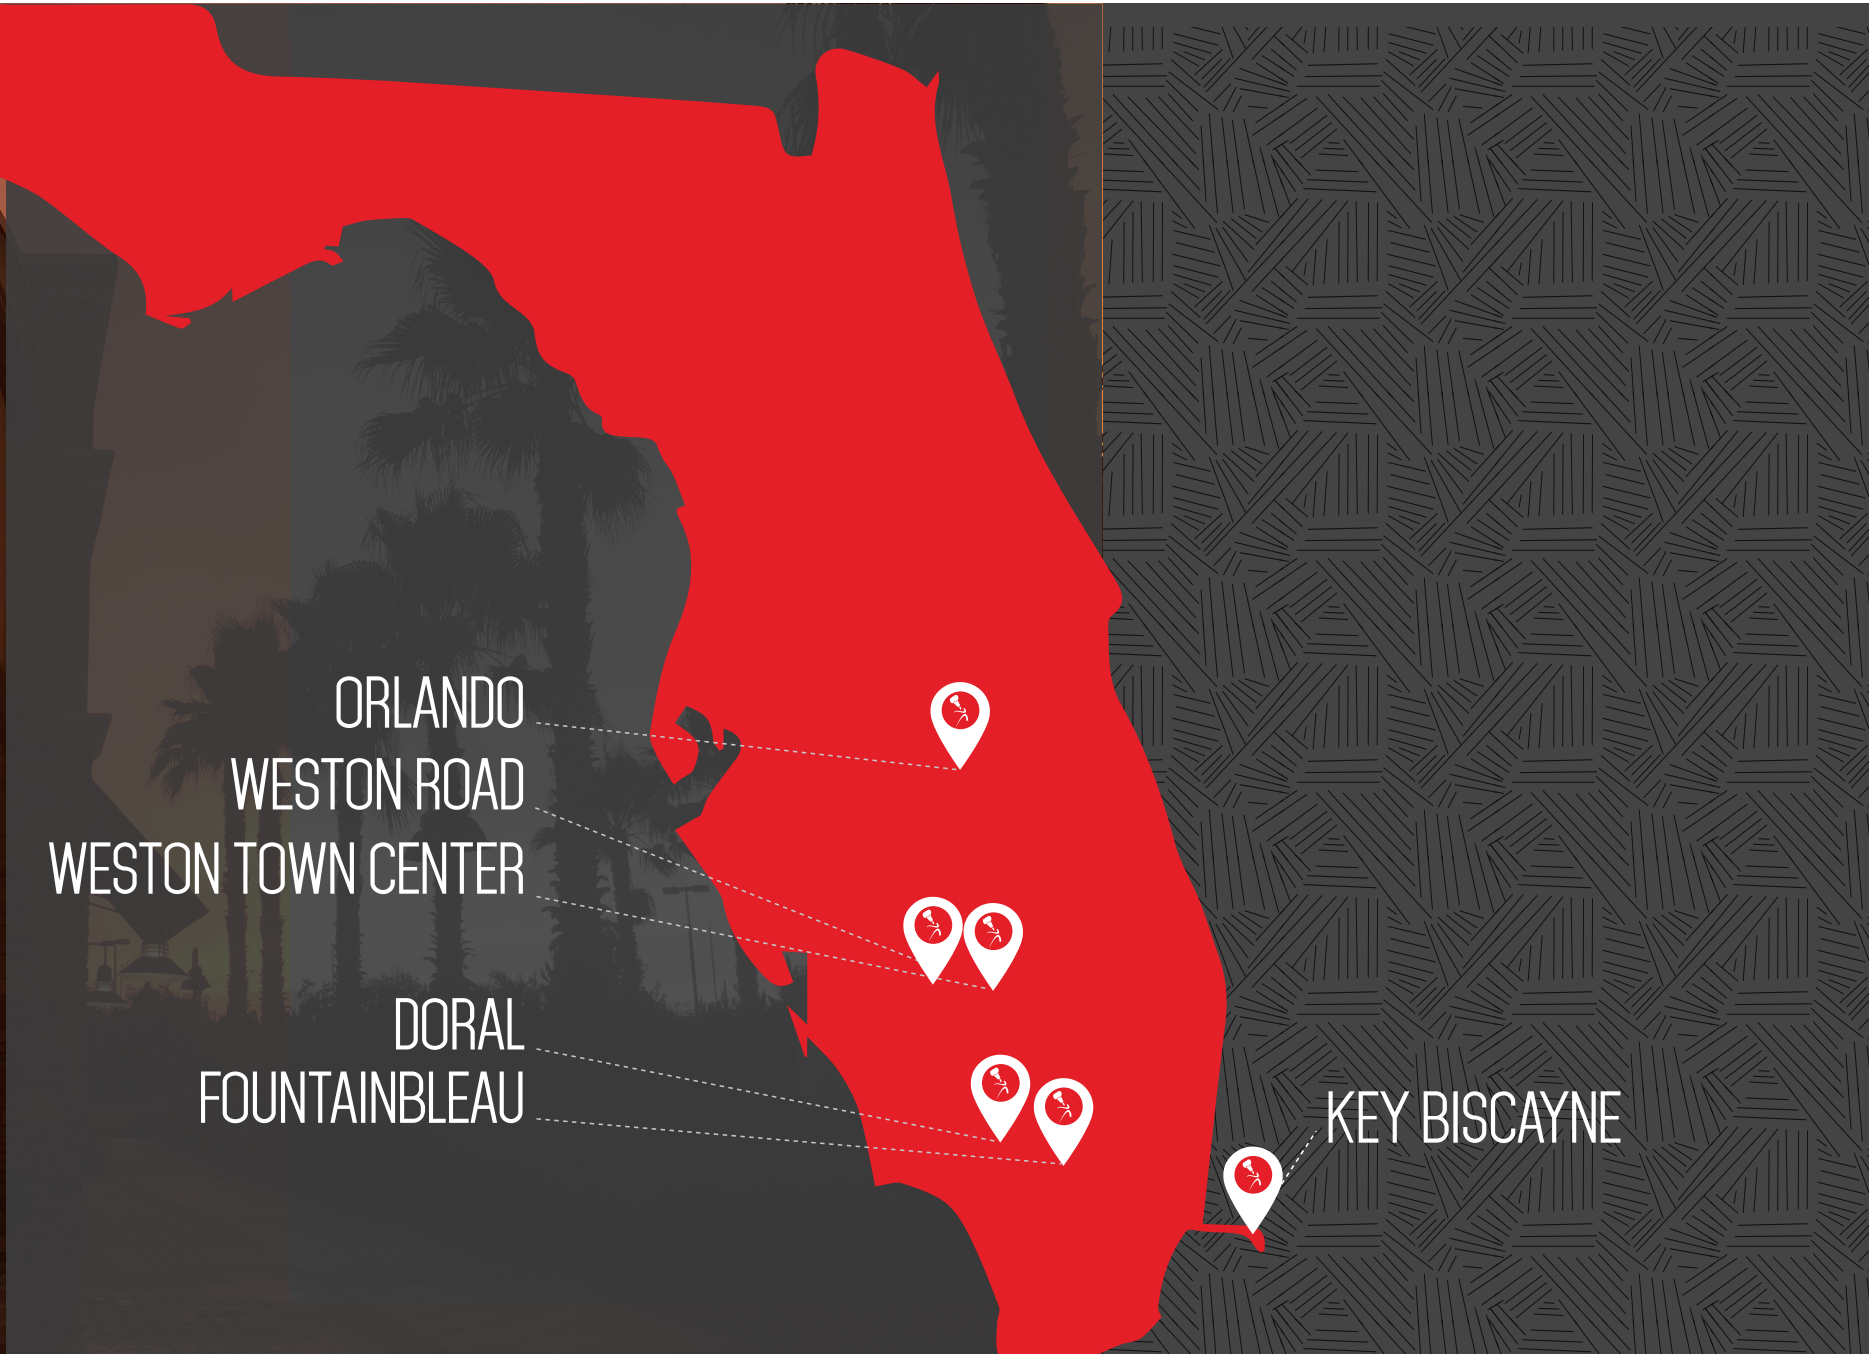 ORLANDO
WESTON ROAD
WESTON TOWN CENTER
DORAL
FOUNTAINBLEAU
KEY BISCAYNE